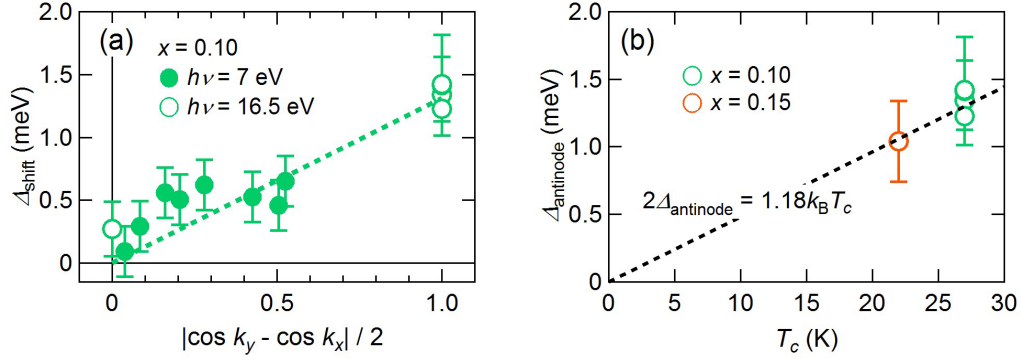 (a)
x = 0.10
hν = 7 eV
hν = 16.5 eV
Δshift (meV)
2.0
1.5
1.0
0.5
0
0
0.5
1.0
|cos ky - cos kx| / 2
(b)
x = 0.10
x = 0.15
2Δantinode = 1.18kBTc
Δantinode (meV)
2.0
1.5
1.0
0.5
0
0
5
10
15
20
25
30
Tc (K)